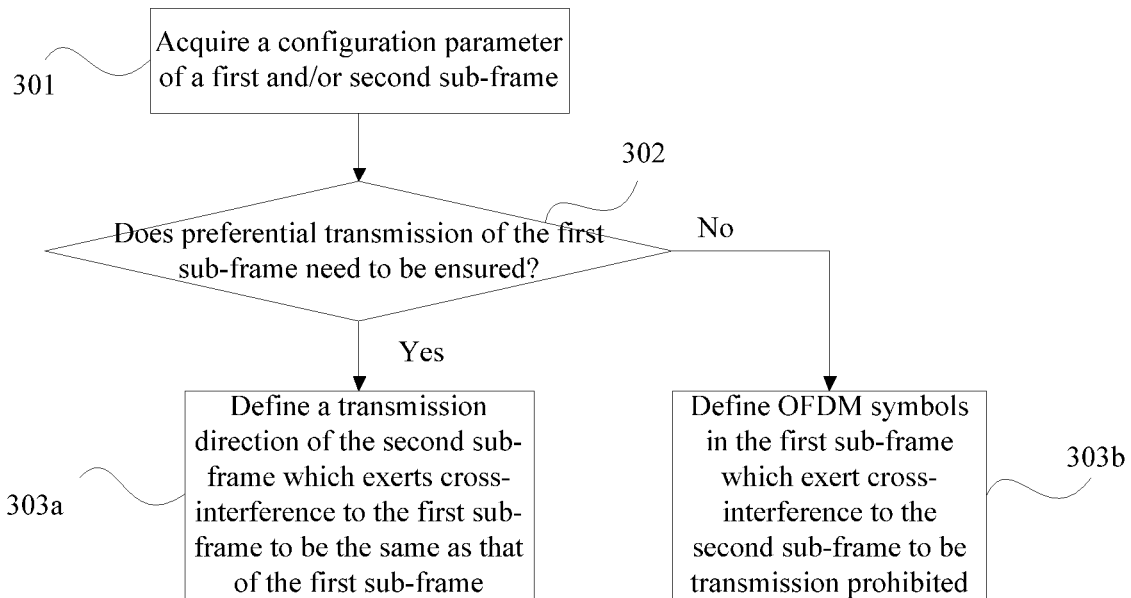 Acquire a configuration parameter
of a first and/or second sub-frame
301
302
Does preferential transmission of the first
sub-frame need to be ensured?
No
Yes
Define a transmission
direction of the second sub-
frame which exerts cross-
interference to the first sub-
frame to be the same as that
of the first sub-frame
303a
Define OFDM symbols
in the first sub-frame
which exert cross-
interference to the
second sub-frame to be
transmission prohibited
303b